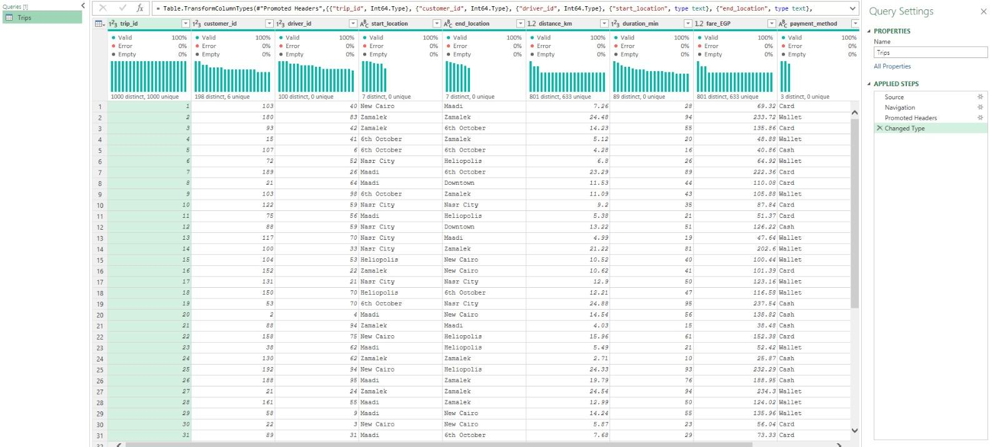 Queries [1]
Trips
= Table.TransformColumnTypes(#"Promoted Headers",{{"trip_id", Int64.Type}, {"customer_id", Int64.Type}, {"driver_id", Int64.Type}, {"start_location", type text}, {"end_location", type text},
Query Settings
PROPERTIES
Name
Trips
All Properties
APPLIED STEPS
Source
Navigation
Promoted Headers
Changed Type
trip_id customer_id driver_id start_location end_location 1.2 distance_km duration_min 1.2 fare_EGP payment_method
Valid 100% Valid 100% Valid 100% Valid 100% Valid 100% Valid 100% Valid 100% Valid 100% Valid 100%
Error 0% Error 0% Error 0% Error 0% Error 0% Error 0% Error 0% Error 0% Error 0%
Empty 0% Empty 0% Empty 0% Empty 0% Empty 0% Empty 0% Empty 0% Empty 0% Empty 0%
1000 distinct, 1000 unique 198 distinct, 6 unique 100 distinct, 0 unique 7 distinct, 0 unique 7 distinct, 0 unique 801 distinct, 633 unique 89 distinct, 0 unique 801 distinct, 633 unique 3 distinct, 0 unique
1 1 103 40 New Cairo Maadi 7.26 28 69.32 Card
2 2 180 83 Zamalek Zamalek 24.48 94 233.72 Wallet
3 3 93 42 Zamalek 6th October 14.23 55 135.86 Card
4 4 15 41 6th October Zamalek 5.12 20 48.88 Wallet
5 5 107 6 6th October 6th October 4.28 16 40.86 Cash
6 6 72 52 Nasr City Heliopolis 6.8 26 64.92 Wallet
7 7 189 26 Maadi 6th October 23.29 89 222.36 Card
8 8 21 64 Maadi Downtown 11.53 44 110.08 Card
9 9 103 98 6th October Zamalek 11.09 43 105.88 Wallet
10 10 122 59 Nasr City Nasr City 9.2 35 87.84 Card
11 11 75 56 Maadi Heliopolis 5.38 21 51.37 Card
12 12 88 59 Nasr City Downtown 13.22 51 126.22 Cash
13 13 117 70 Nasr City Maadi 4.99 19 47.64 Wallet
14 14 100 33 Nasr City Zamalek 21.22 81 202.6 Wallet
15 15 104 53 Heliopolis New Cairo 10.52 40 100.44 Wallet
16 16 152 22 Zamalek New Cairo 10.62 41 101.39 Card
17 17 131 21 Nasr City Nasr City 12.9 50 123.16 Wallet
18 18 150 70 Heliopolis 6th October 12.21 47 116.58 Wallet
19 19 53 70 6th October Nasr City 24.88 95 237.54 Cash
20 20 2 4 Maadi New Cairo 14.54 56 138.82 Cash
21 21 88 94 Zamalek Maadi 4.03 15 38.48 Cash
22 22 158 75 New Cairo Heliopolis 15.96 61 152.38 Card
23 23 38 62 Maadi Heliopolis 5.49 21 52.42 Wallet
24 24 130 62 Zamalek Zamalek 2.71 10 25.87 Cash
25 25 192 94 New Cairo Heliopolis 24.33 93 232.29 Cash
26 26 188 95 Maadi Zamalek 19.79 76 188.95 Cash
27 27 21 24 Zamalek Zamalek 24.54 94 234.3 Wallet
28 28 161 55 Maadi Zamalek 12.99 50 124.02 Wallet
29 29 58 9 Maadi New Cairo 14.24 55 135.96 Wallet
30 30 22 3 New Cairo New Cairo 5.87 23 56.04 Card
31 31 89 31 Maadi 6th October 7.68 29 73.33 Card